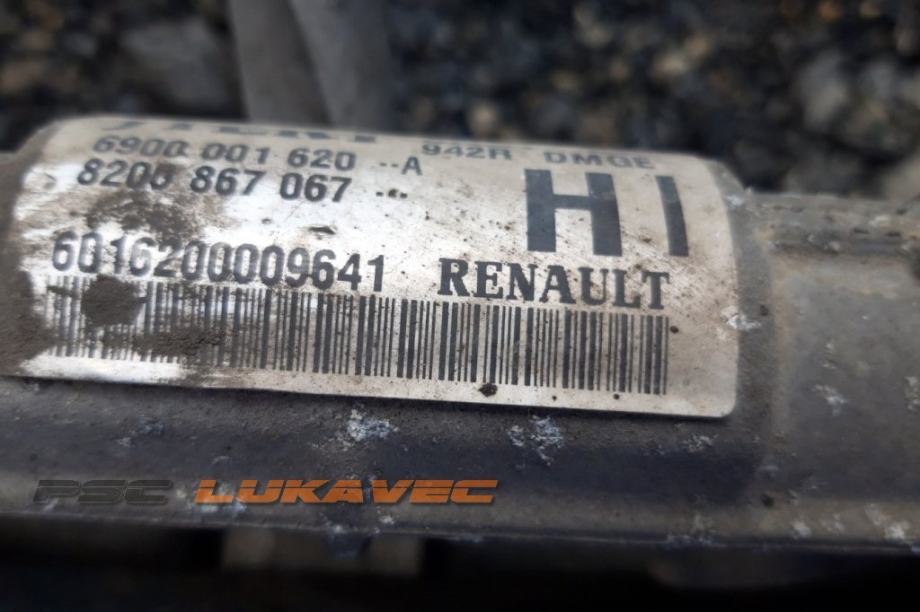 942R DMGE
6900 001 620 ..A
8200 867 067 ...
HI
6016200009641 RENAULT
PSC LUKAVEC